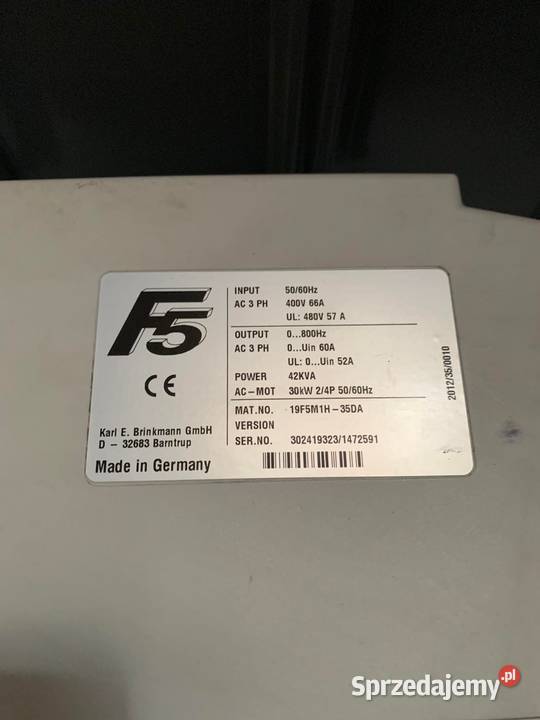 F5
CE
Karl E. Brinkmann GmbH
D – 32683 Barntrup
Made in Germany
INPUT 50/60Hz
AC 3 PH 400V 66A
UL: 480V 57 A
OUTPUT 0...800Hz
AC 3 PH 0...Uin 60A
UL: 0...Uin 52A
POWER 42KVA
AC–MOT 30kW 2/4P 50/60Hz
MAT.NO. 19F5M1H–35DA
VERSION
SER.NO. 302419323/1472591
2012/35/0010
Sprzedajemy.pl